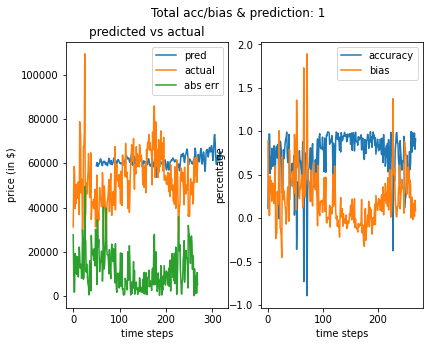 Total acc/bias & prediction: 1
predicted vs actual
pred
actual
abs err
price (in $)
100000
80000
60000
40000
20000
0
0
100
200
300
time steps
accuracy
bias
percentage
2.0
1.5
1.0
0.5
0.0
−0.5
−1.0
0
100
200
time steps